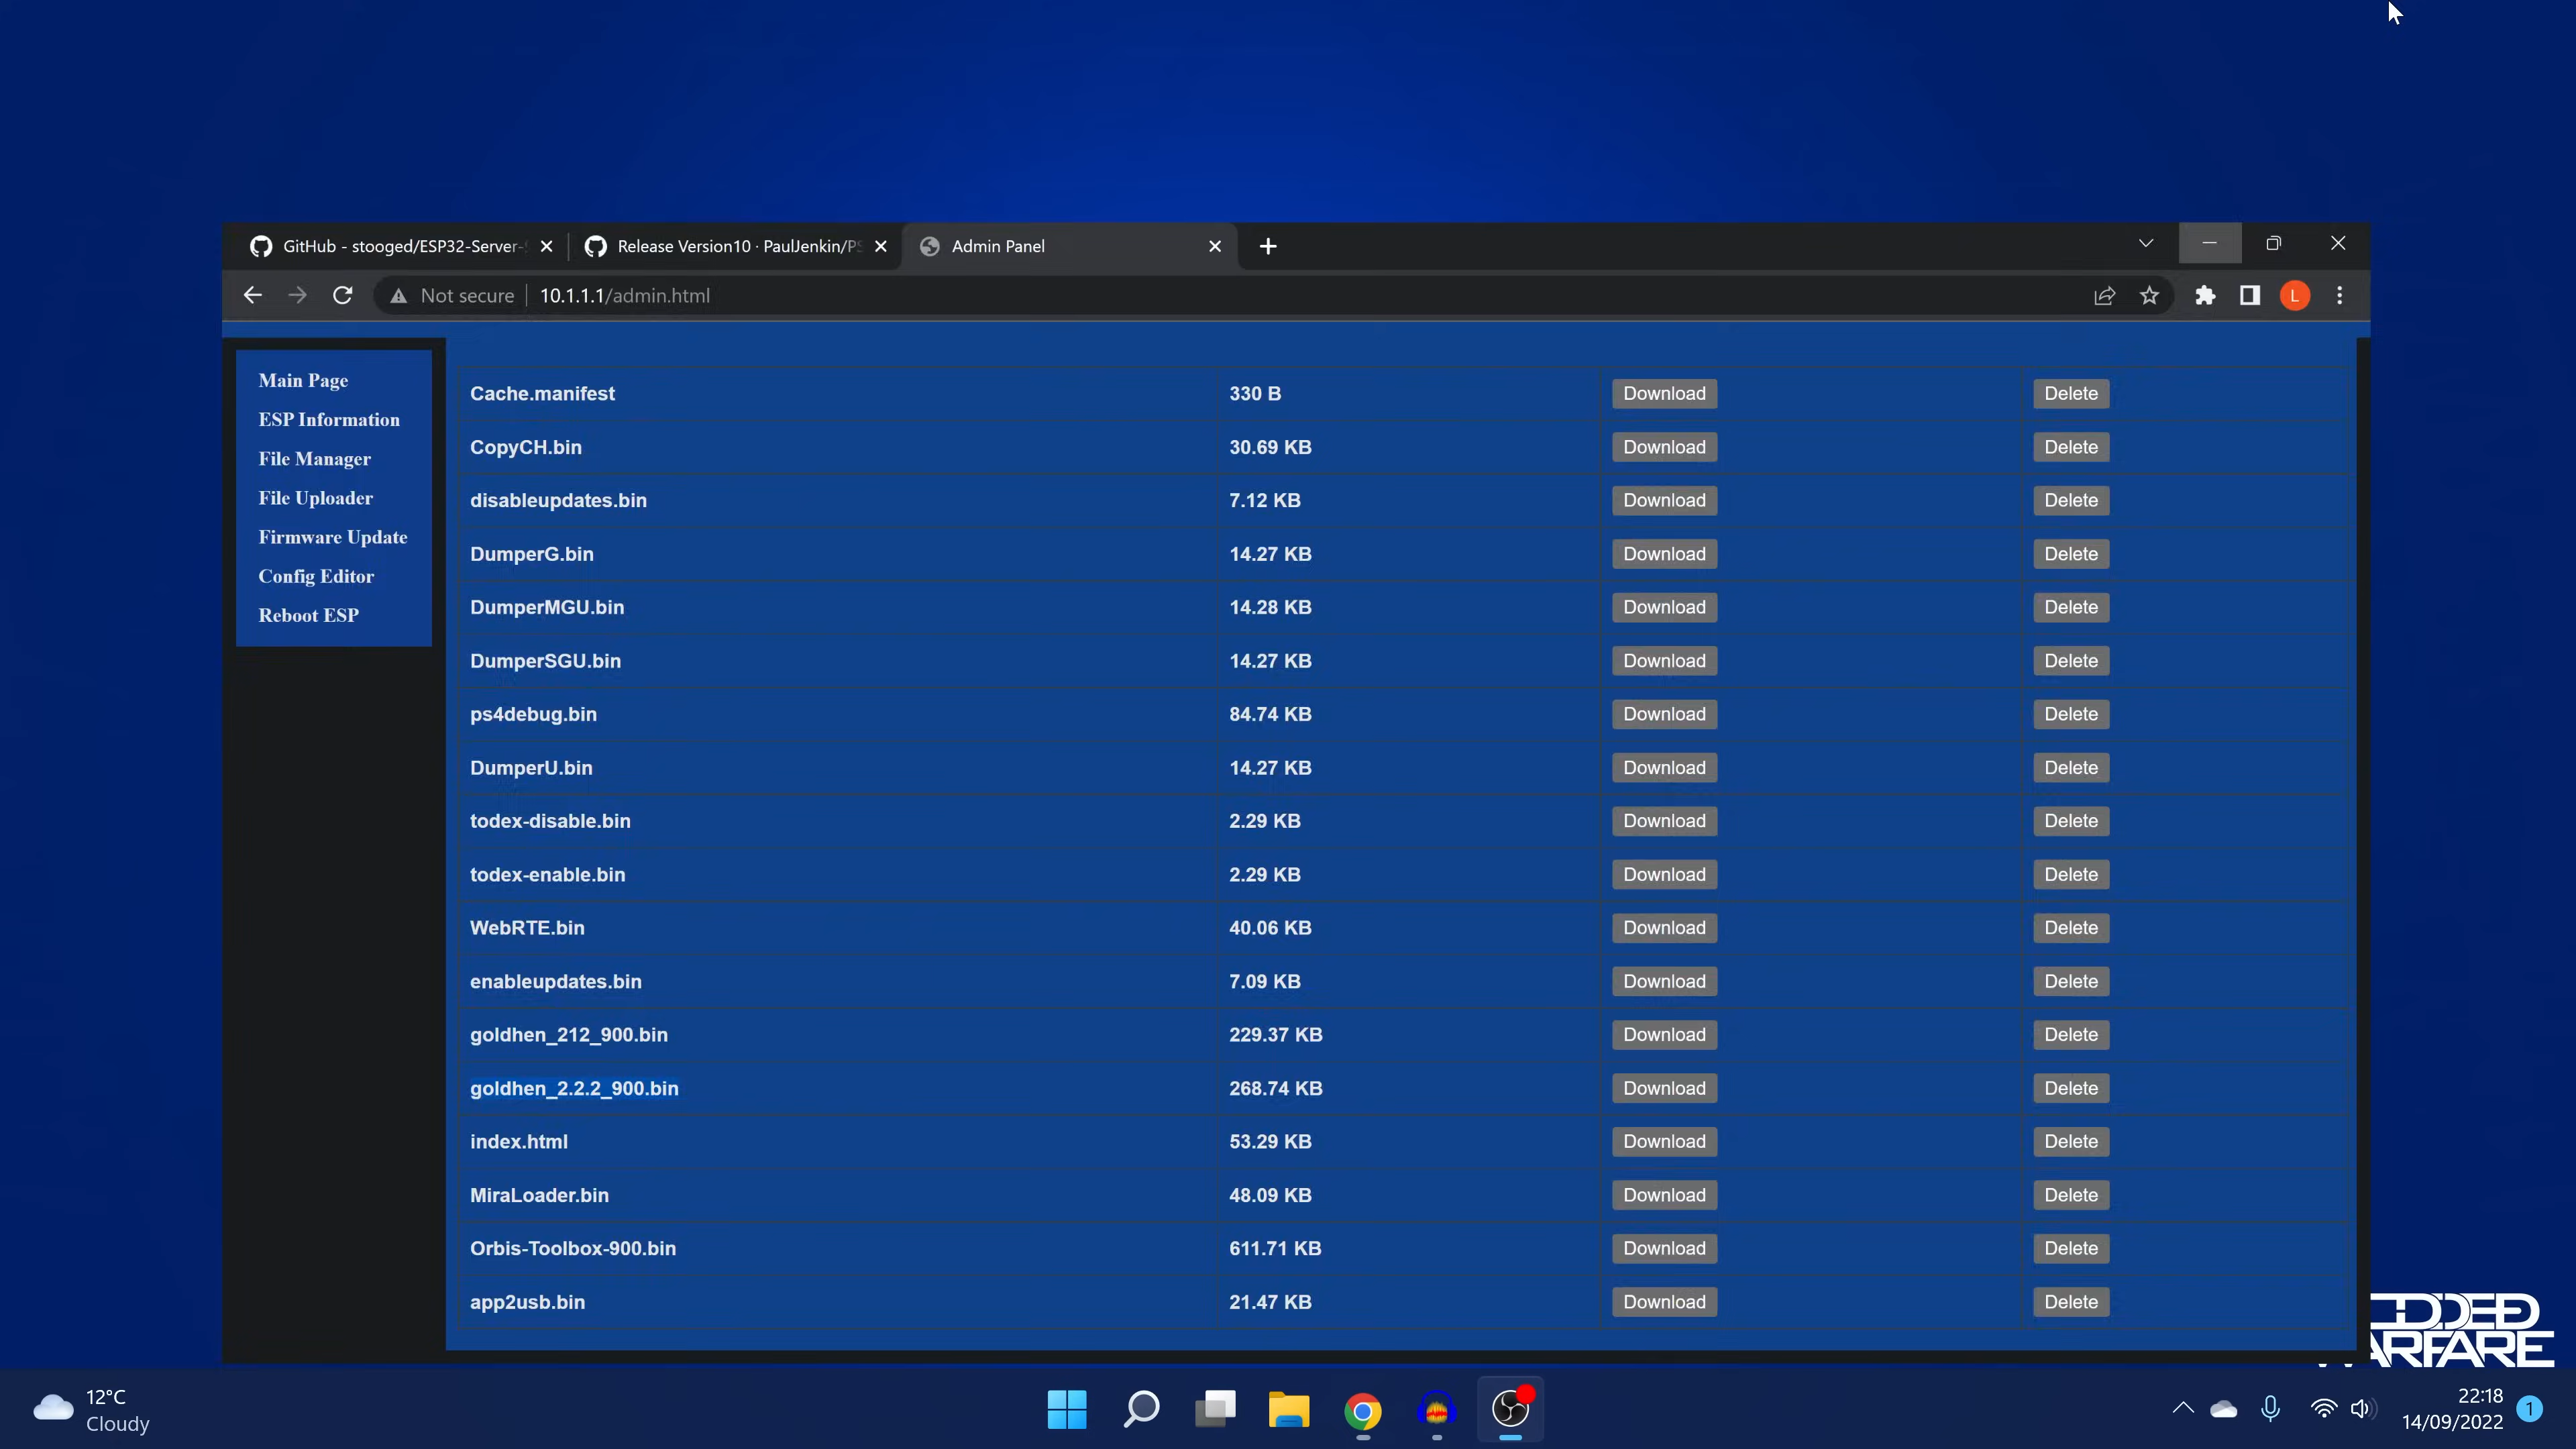 GitHub - stooged/ESP32-Server-
Release Version10 · PaulJenkin/PS
Admin Panel
Not secure
10.1.1.1/admin.html
L
Main Page
ESP Information
File Manager
File Uploader
Firmware Update
Config Editor
Reboot ESP
Cache.manifest 330 B Download Delete
CopyCH.bin 30.69 KB Download Delete
disableupdates.bin 7.12 KB Download Delete
DumperG.bin 14.27 KB Download Delete
DumperMGU.bin 14.28 KB Download Delete
DumperSGU.bin 14.27 KB Download Delete
ps4debug.bin 84.74 KB Download Delete
DumperU.bin 14.27 KB Download Delete
todex-disable.bin 2.29 KB Download Delete
todex-enable.bin 2.29 KB Download Delete
WebRTE.bin 40.06 KB Download Delete
enableupdates.bin 7.09 KB Download Delete
goldhen_212_900.bin 229.37 KB Download Delete
goldhen_2.2.2_900.bin 268.74 KB Download Delete
index.html 53.29 KB Download Delete
MiraLoader.bin 48.09 KB Download Delete
Orbis-Toolbox-900.bin 611.71 KB Download Delete
app2usb.bin 21.47 KB Download Delete
12°C
Cloudy
22:18
14/09/2022
1